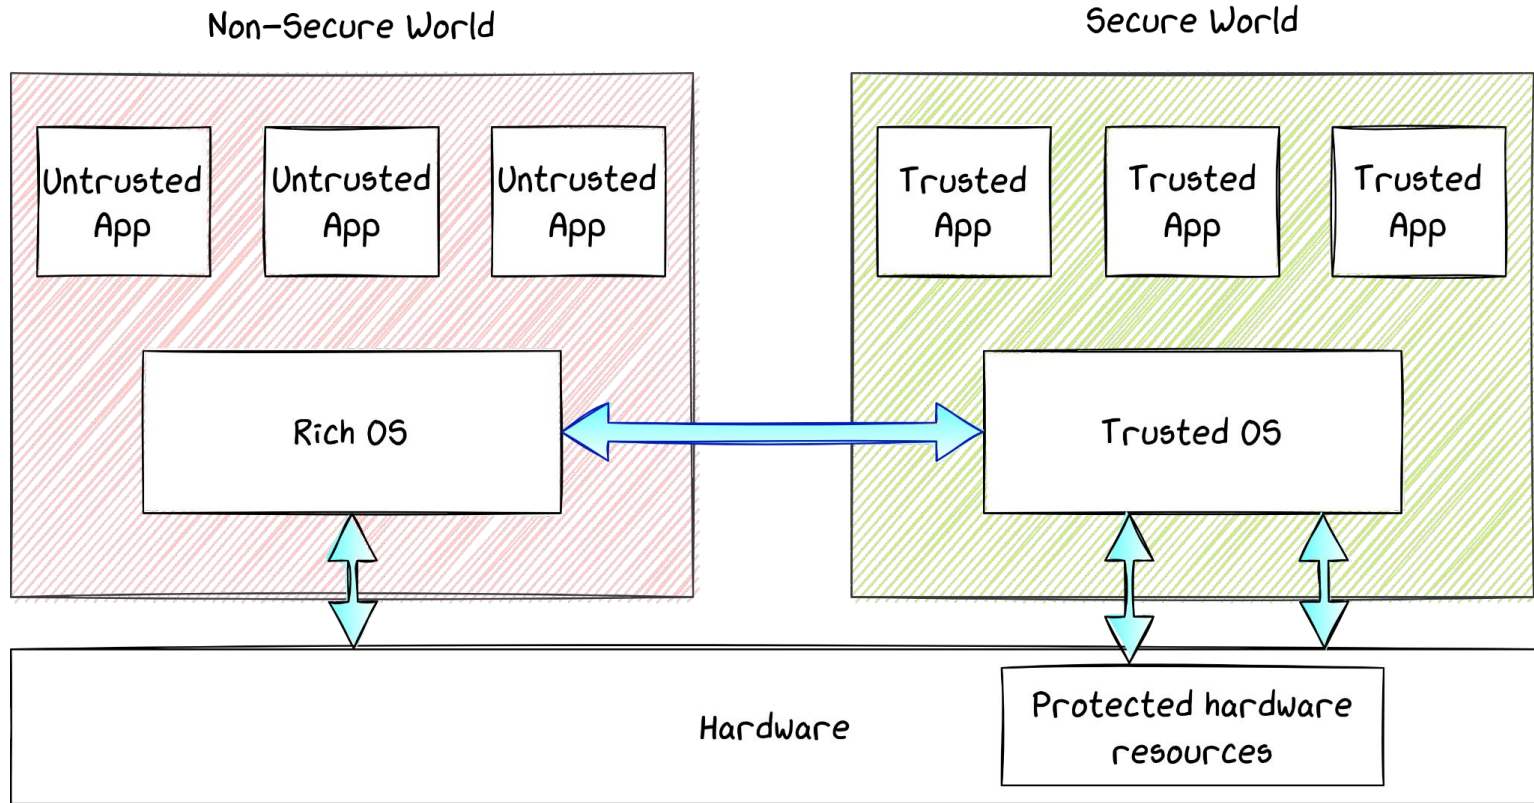 Non-Secure World
Secure World
Untrusted
App
Untrusted
App
Untrusted
App
Trusted
App
Trusted
App
Trusted
App
Rich OS
Trusted OS
Hardware
Protected hardware
resources